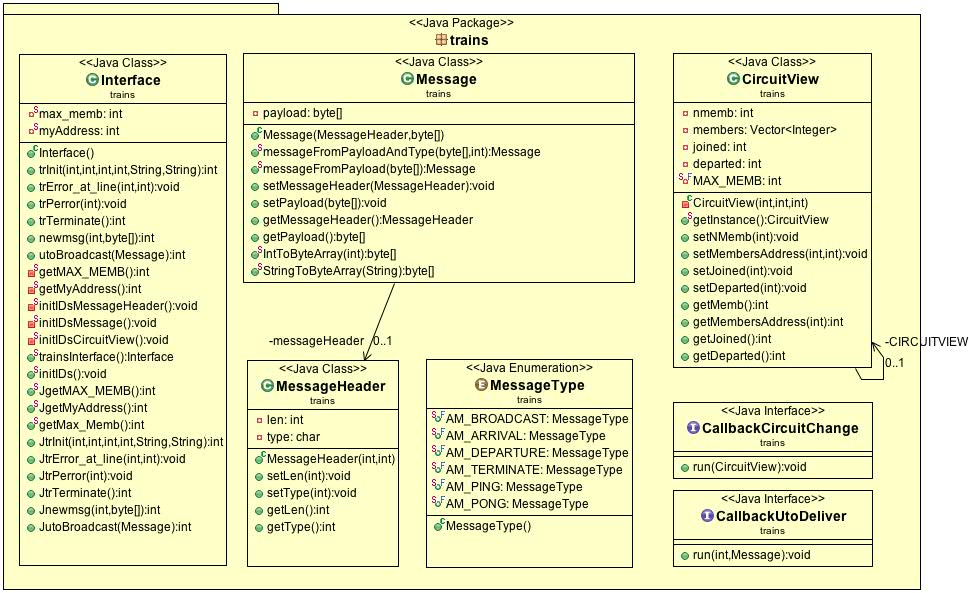 <<Java Package>>
trains
<<Java Class>>
Interface
trains
max_memb: int
myAddress: int
Interface()
trInit(int,int,int,int,String,String):int
trError_at_line(int,int):void
trPerror(int):void
trTerminate():int
newmsg(int,byte[]):int
utoBroadcast(Message):int
getMAX_MEMB():int
getMyAddress():int
initIDsMessageHeader():void
initIDsMessage():void
initIDsCircuitView():void
trainsInterface():Interface
initIDs():void
JgetMAX_MEMB():int
JgetMyAddress():int
getMax_Memb():int
JtrInit(int,int,int,int,String,String):int
JtrError_at_line(int,int):void
JtrPerror(int):void
JtrTerminate():int
Jnewmsg(int,byte[]):int
JutoBroadcast(Message):int
<<Java Class>>
Message
trains
payload: byte[]
Message(MessageHeader,byte[])
messageFromPayloadAndType(byte[],int):Message
messageFromPayload(byte[]):Message
setMessageHeader(MessageHeader):void
setPayload(byte[]):void
getMessageHeader():MessageHeader
getPayload():byte[]
IntToByteArray(int):byte[]
StringToByteArray(String):byte[]
<<Java Class>>
CircuitView
trains
nmemb: int
members: Vector<Integer>
joined: int
departed: int
MAX_MEMB: int
CircuitView(int,int,int)
getInstance():CircuitView
setNMemb(int):void
setMembersAddress(int,int):void
setJoined(int):void
setDeparted(int):void
getMemb():int
getMembersAddress(int):int
getJoined():int
getDeparted():int
-CIRCUITVIEW
0..1
-messageHeader 0..1
<<Java Class>>
MessageHeader
trains
len: int
type: char
MessageHeader(int,int)
setLen(int):void
setType(int):void
getLen():int
getType():int
<<Java Enumeration>>
MessageType
trains
AM_BROADCAST: MessageType
AM_ARRIVAL: MessageType
AM_DEPARTURE: MessageType
AM_TERMINATE: MessageType
AM_PING: MessageType
AM_PONG: MessageType
MessageType()
<<Java Interface>>
CallbackCircuitChange
trains
run(CircuitView):void
<<Java Interface>>
CallbackUtoDeliver
trains
run(int,Message):void